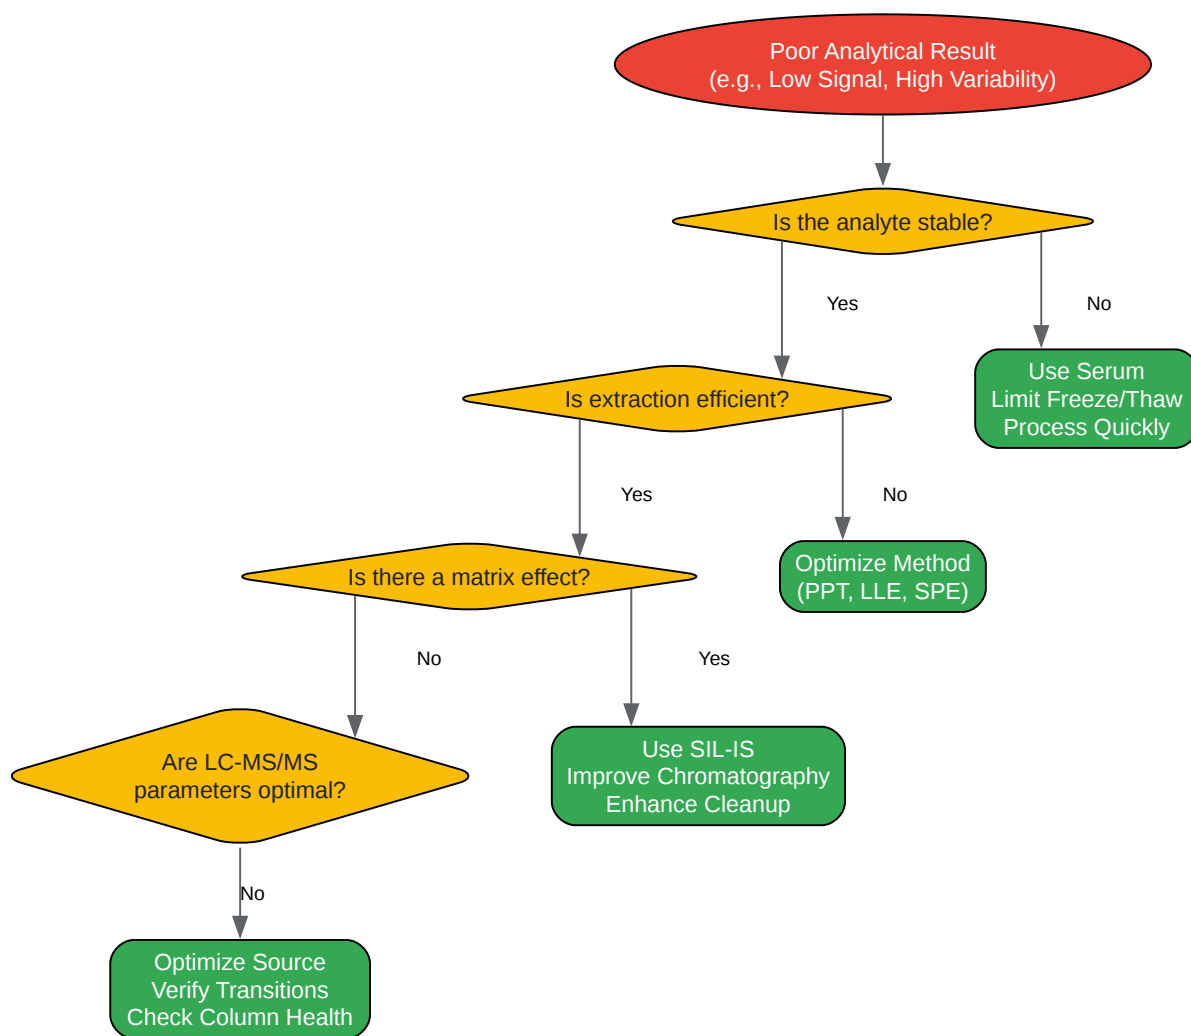 Poor Analytical Result
(e.g., Low Signal, High Variability)
Is the analyte stable?
Yes
No
Use Serum
Limit Freeze/Thaw
Process Quickly
Is extraction efficient?
Yes
No
Optimize Method
(PPT, LLE, SPE)
Is there a matrix effect?
No
Yes
Use SIL-IS
Improve Chromatography
Enhance Cleanup
Are LC-MS/MS
parameters optimal?
No
Optimize Source
Verify Transitions
Check Column Health